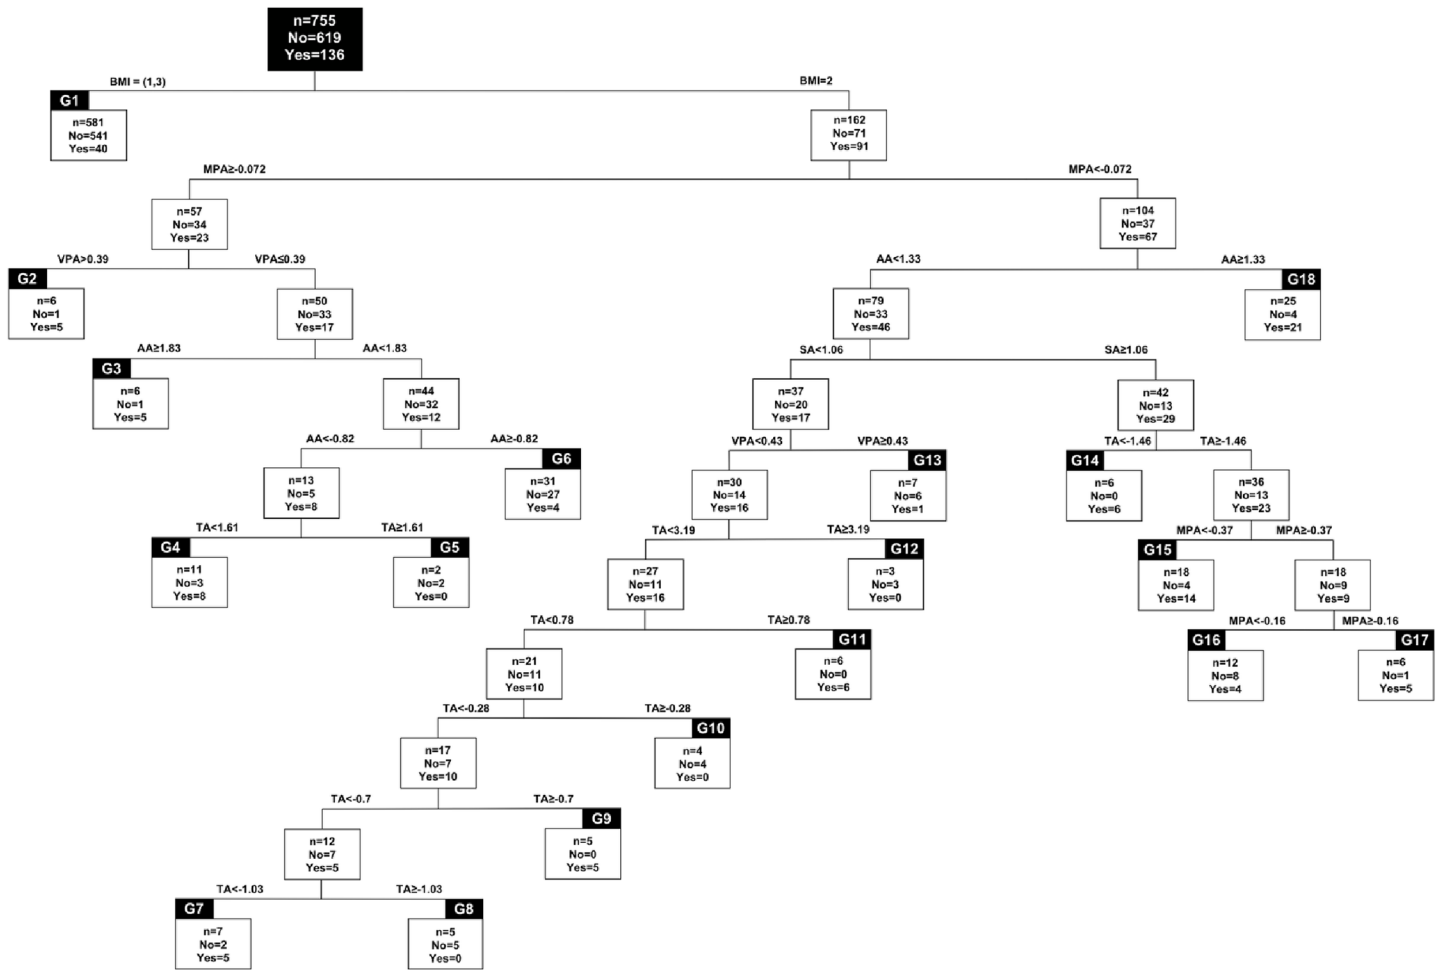 n=755
No=619
Yes=136
BMI = (1,3)
BMI=2
G1
n=581
No=541
Yes=40
n=162
No=71
Yes=91
MPA≥-0.072
MPA<-0.072
n=57
No=34
Yes=23
n=104
No=37
Yes=67
VPA>0.39
VPA≤0.39
AA<1.33
AA≥1.33
G2
n=6
No=1
Yes=5
n=50
No=33
Yes=17
n=79
No=33
Yes=46
G18
n=25
No=4
Yes=21
AA≥1.83
AA<1.83
SA<1.06
SA≥1.06
G3
n=6
No=1
Yes=5
n=44
No=32
Yes=12
n=37
No=20
Yes=17
n=42
No=13
Yes=29
AA<-0.82
AA≥-0.82
VPA<0.43
VPA≥0.43
TA<-1.46
TA≥-1.46
n=13
No=5
Yes=8
G6
n=31
No=27
Yes=4
n=30
No=14
Yes=16
G13
n=7
No=6
Yes=1
G14
n=6
No=0
Yes=6
n=36
No=13
Yes=23
TA<1.61
TA≥1.61
TA<3.19
TA≥3.19
MPA<-0.37
MPA≥-0.37
G4
n=11
No=3
Yes=8
G5
n=2
No=2
Yes=0
n=27
No=11
Yes=16
G12
n=3
No=3
Yes=0
G15
n=18
No=4
Yes=14
n=18
No=9
Yes=9
TA<0.78
TA≥0.78
MPA<-0.16
MPA≥-0.16
n=21
No=11
Yes=10
G11
n=6
No=0
Yes=6
G16
n=12
No=8
Yes=4
G17
n=6
No=1
Yes=5
TA<-0.28
TA≥-0.28
n=17
No=7
Yes=10
G10
n=4
No=4
Yes=0
TA<-0.7
TA≥-0.7
n=12
No=7
Yes=5
G9
n=5
No=0
Yes=5
TA<-1.03
TA≥-1.03
G7
n=7
No=2
Yes=5
G8
n=5
No=5
Yes=0